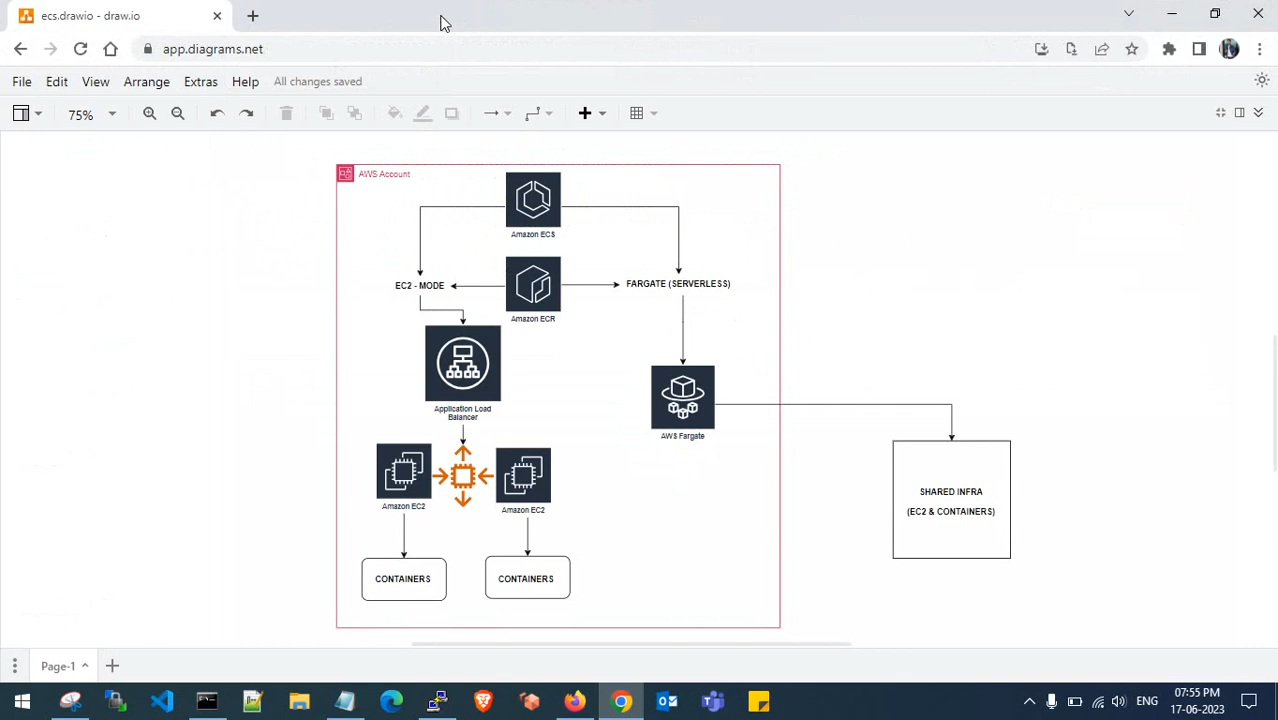 ecs.drawio - draw.io
app.diagrams.net
File Edit View Arrange Extras Help All changes saved
75%
AWS Account
Amazon ECS
EC2 - MODE
FARGATE (SERVERLESS)
Amazon ECR
Application Load
Balancer
AWS Fargate
SHARED INFRA
(EC2 & CONTAINERS)
Amazon EC2
Amazon EC2
CONTAINERS
CONTAINERS
Page-1
ENG
07:55 PM
17-06-2023